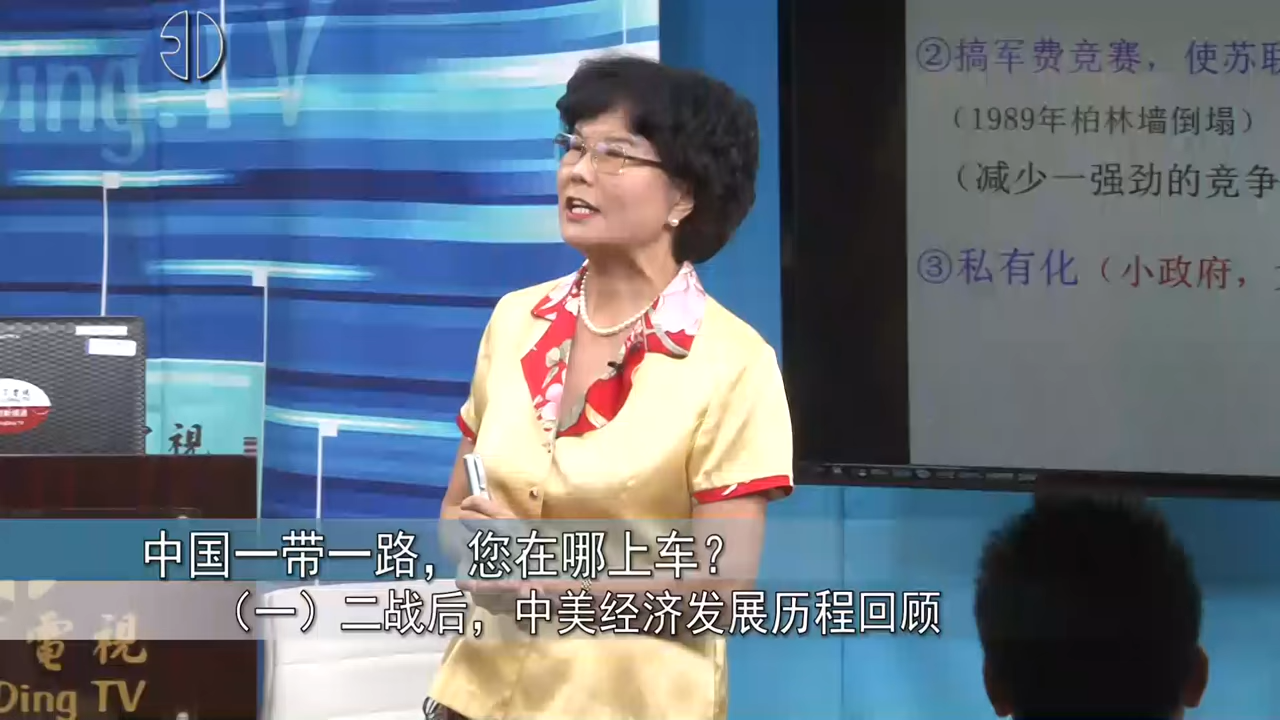 Ding.TV
②搞军费竞赛，使苏联
（1989年柏林墙倒塌）
（减少一强劲的竞争
③私有化（小政府，
視
中国一带一路，您在哪上车？
（一）二战后，中美经济发展历程回顾
電視
Ding TV